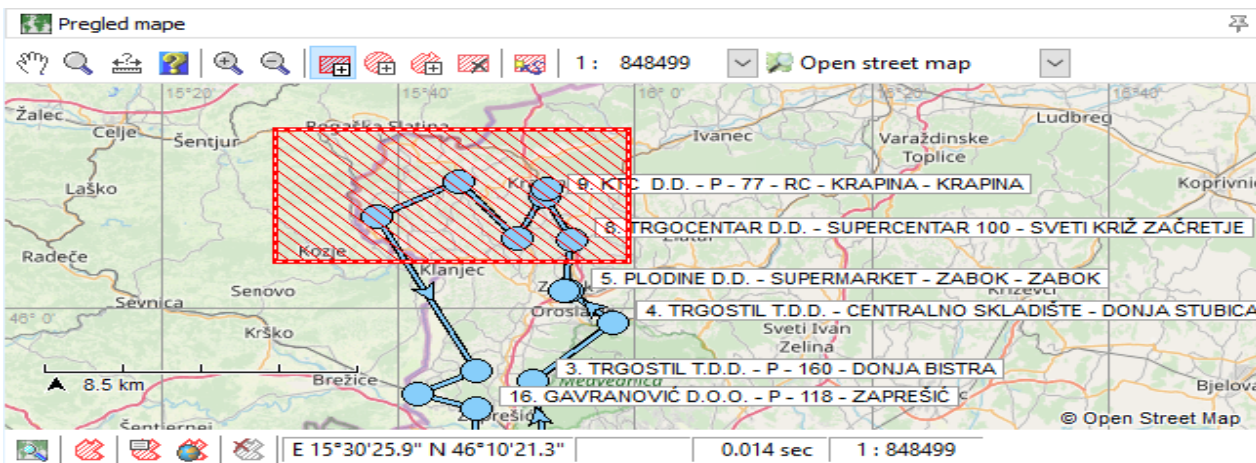 Pregled mape
1 : 848499
Open street map
15°20'
15°40'
16° 0'
16°40'
Žalec
Celje
Šentjur
Rogaška Slatina
Ivanec
Varaždinske
Toplice
Ludbreg
Laško
9. KTC D.D. - P - 77 - RC - KRAPINA - KRAPINA
Koprivnic
8. TRGOCENTAR D.D. - SUPERCENTAR 100 - SVETI KRIŽ ZAČRETJE
Radeče
Kozje
Klanjec
5. PLODINE D.D. - SUPERMARKET - ZABOK - ZABOK
Senovo
Sevnica
Križevci
46° 0'
Oroslav
4. TRGOSTIL T.D.D. - CENTRALNO SKLADIŠTE - DONJA STUBICA
Krško
Sveti Ivan
Zelina
3. TRGOSTIL T.D.D. - P - 160 - DONJA BISTRA
8.5 km
Brežice
Medvednica
Bjelova
16. GAVRANOVIĆ D.O.O. - P - 118 - ZAPREŠIĆ
Šentjernej
© Open Street Map
E 15°30'25.9" N 46°10'21.3"
0.014 sec
1 : 848499